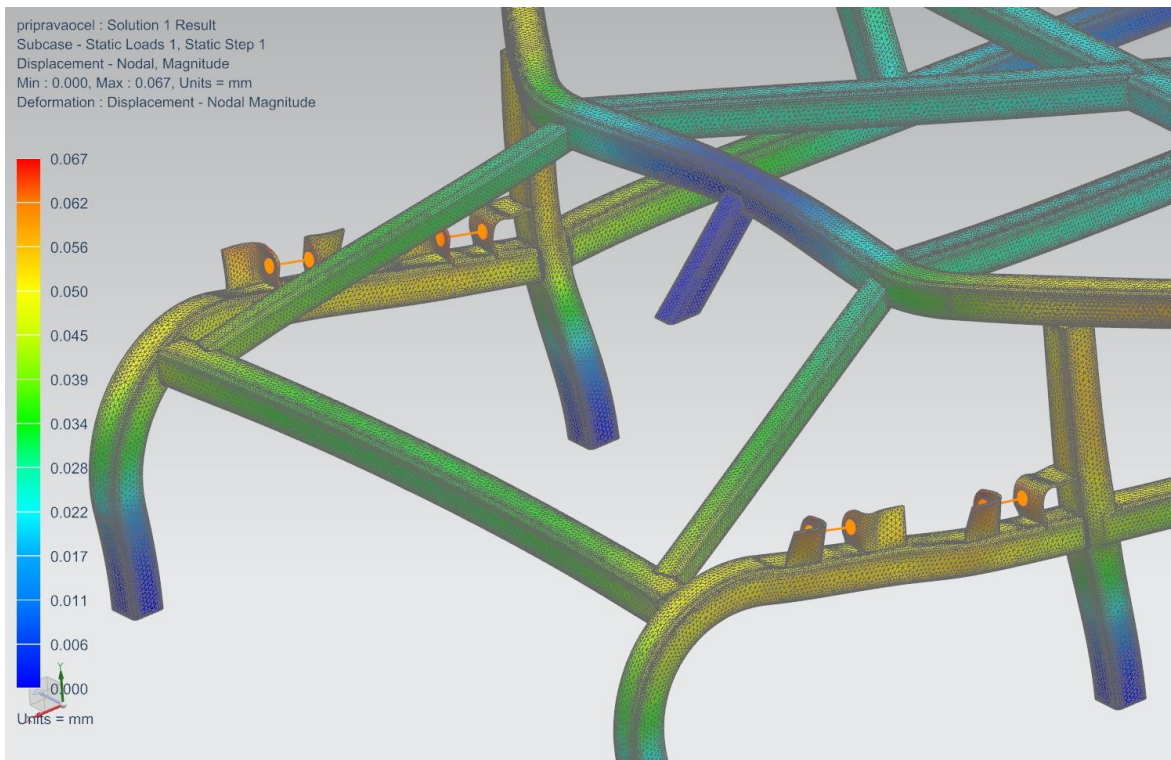 pripravaocel : Solution 1 Result
Subcase - Static Loads 1, Static Step 1
Displacement - Nodal, Magnitude
Min : 0.000, Max : 0.067, Units = mm
Deformation : Displacement - Nodal Magnitude
0.067
0.062
0.056
0.050
0.045
0.039
0.034
0.028
0.022
0.017
0.011
0.006
0.000
Y
Units = mm